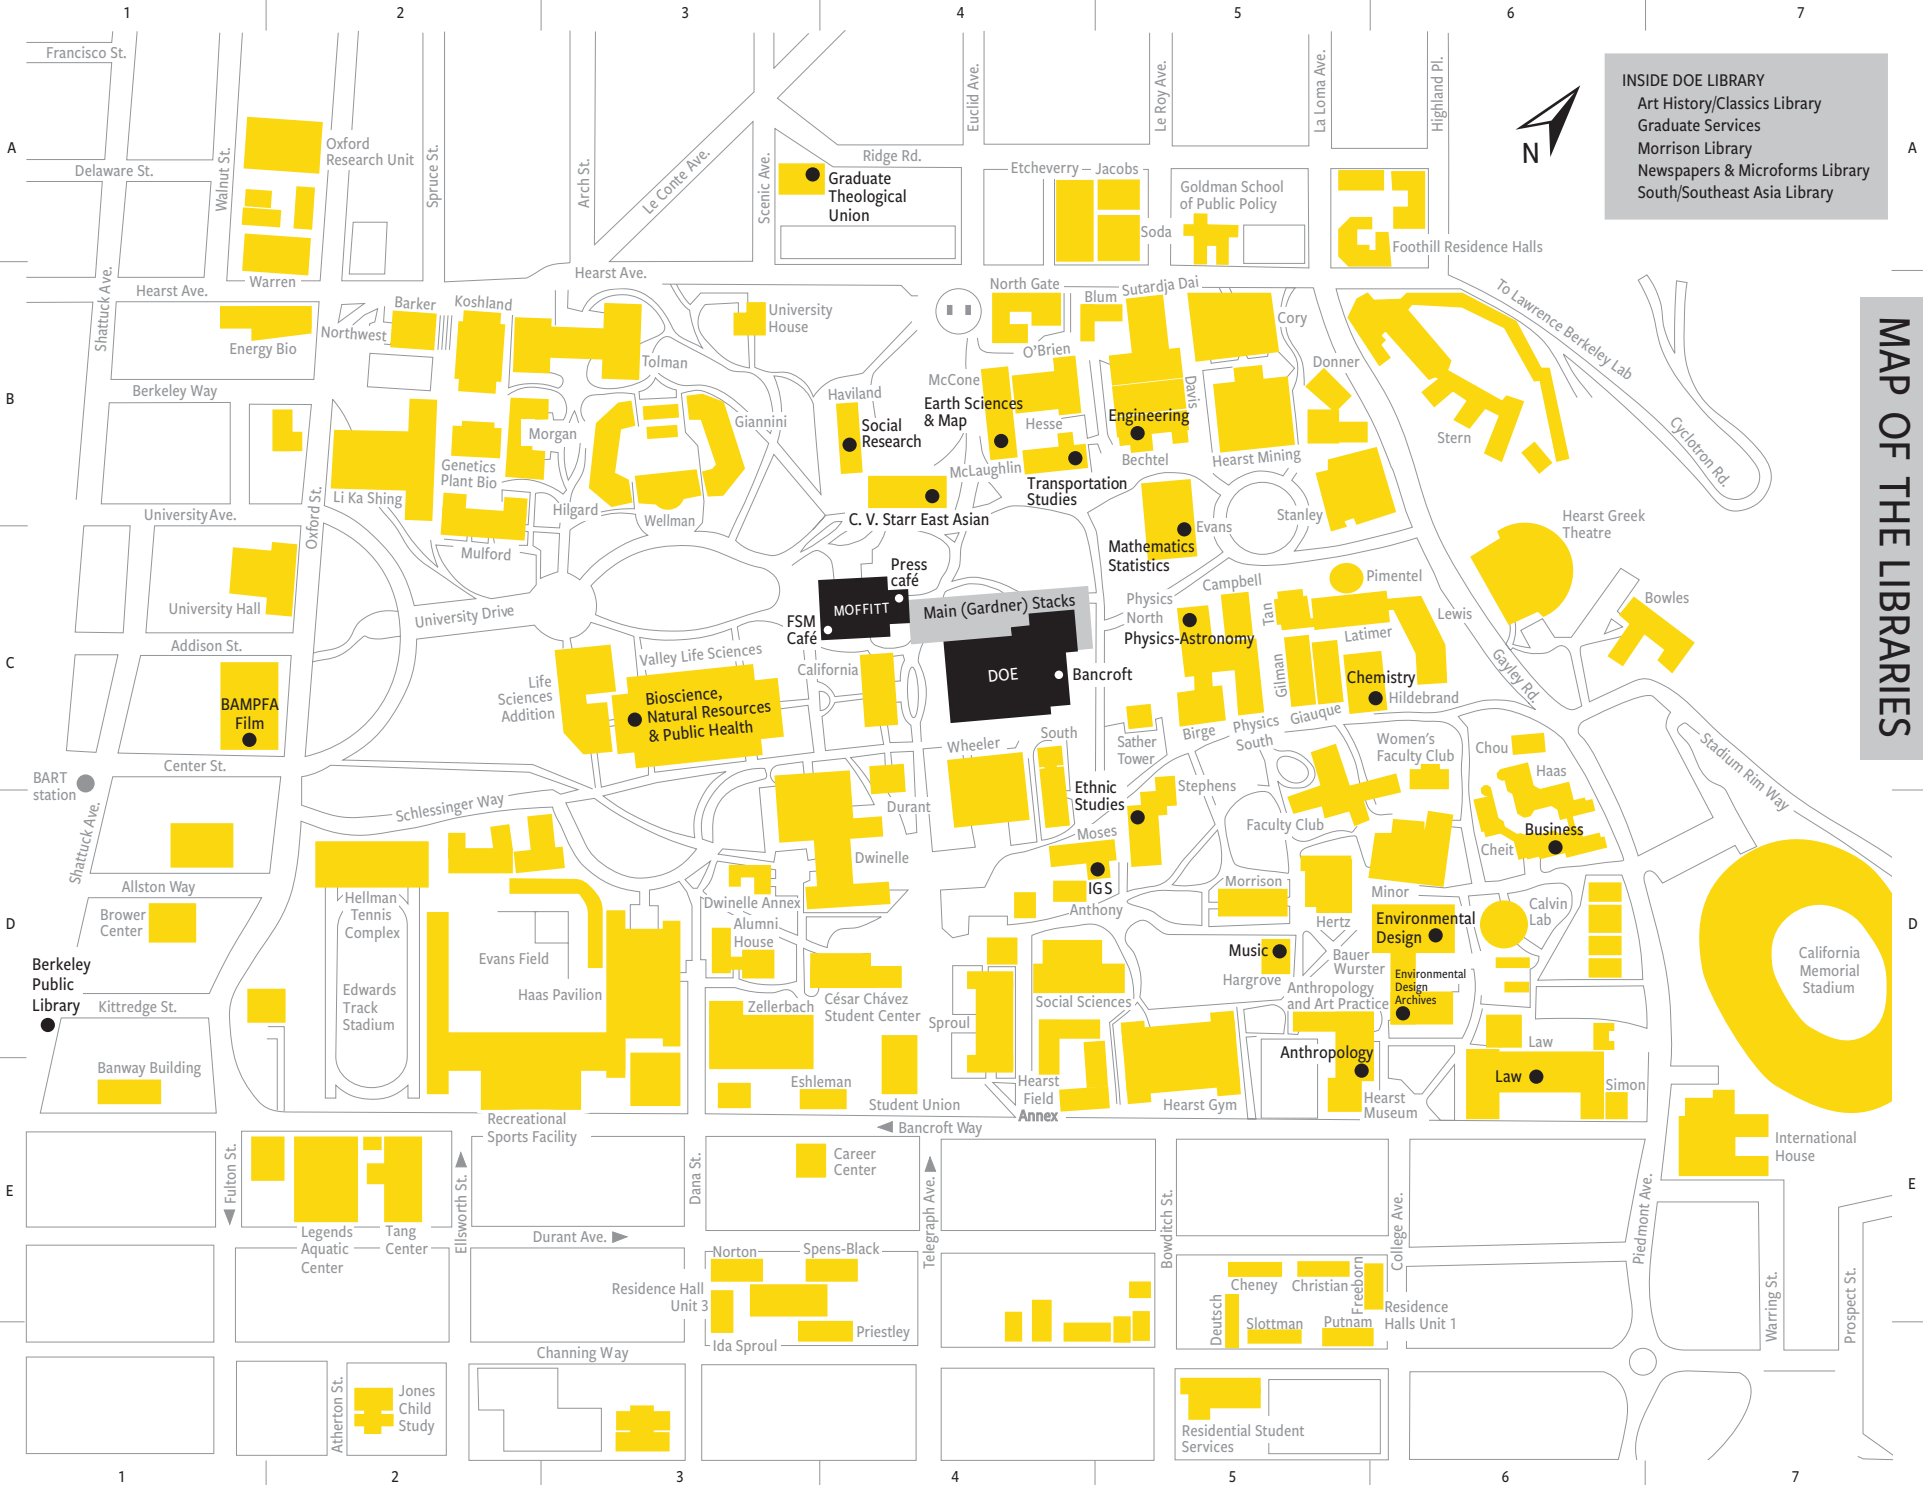 1 2 3 4 5 6 7
Francisco St.
A
A
Delaware St.
Walnut St.
Oxford
Research Unit
Spruce St.
Arch St.
Le Conte Ave.
Scenic Ave.
Ridge Rd.
Graduate
Theological
Union
Euclid Ave.
Etcheverry
Jacobs
Soda
Le Roy Ave.
Goldman School
of Public Policy
La Loma Ave.
Highland Pl.
Foothill Residence Halls
N
INSIDE DOE LIBRARY
Art History/Classics Library
Graduate Services
Morrison Library
Newspapers & Microforms Library
South/Southeast Asia Library
MAP OF THE LIBRARIES
Warren
Hearst Ave.
Hearst Ave.
Shattuck Ave.
B
Energy Bio
Northwest
Barker
Koshland
Tolman
University
House
North Gate
Blum
Sutardja Dai
Cory
O'Brien
Donner
To Lawrence Berkeley Lab
Berkeley Way
McCone
Haviland
Earth Sciences
& Map
Davis
Engineering
Hesse
Bechtel
Hearst Mining
Stern
Cyclotron Rd.
B
Morgan
Giannini
Social
Research
Genetics
Plant Bio
McLaughlin
Transportation
Studies
Li Ka Shing
Hilgard
Wellman
University Ave.
Oxford St.
C. V. Starr East Asian
Evans
Stanley
Hearst Greek
Theatre
Mulford
Mathematics
Statistics
Press
café
MOFFITT
Main (Gardner) Stacks
FSM
Café
Campbell
Pimentel
Physics
North
Tan
Lewis
Bowles
Physics-Astronomy
Latimer
University Hall
University Drive
Addison St.
C
C
Valley Life Sciences
California
DOE
Bancroft
Gilman
Chemistry
Hildebrand
Gayley Rd.
Life
Sciences
Addition
Bioscience,
Natural Resources
& Public Health
BAMPFA
Film
Giauque
Birge
Physics
South
Sather
Tower
South
Wheeler
Women's
Faculty Club
Chou
Haas
Stadium Rim Way
Center St.
BART
station
Schlessinger Way
Durant
Ethnic
Studies
Stephens
Faculty Club
Business
Cheit
Shattuck Ave.
Moses
Dwinelle
IGS
Morrison
Minor
Allston Way
Hellman
Tennis
Complex
Dwinelle Annex
Anthony
Calvin
Lab
Brower
Center
Alumni
House
Hertz
Environmental
Design
D
D
Berkeley
Public
Library
Evans Field
Music
Hargrove
Bauer
Wurster
Environmental
Design
Archives
California
Memorial
Stadium
Kittredge St.
Edwards
Track
Stadium
Haas Pavilion
Zellerbach
César Chávez
Student Center
Sproul
Social Sciences
Anthropology
and Art Practice
Law
Anthropology
Law
Simon
Banway Building
Eshleman
Student Union
Hearst
Field
Annex
Hearst Gym
Hearst
Museum
Recreational
Sports Facility
Bancroft Way
International
House
Career
Center
E
E
Fulton St.
Ellsworth St.
Dana St.
Telegraph Ave.
Bowditch St.
College Ave.
Piedmont Ave.
Legends
Aquatic
Center
Tang
Center
Durant Ave.
Norton
Spens-Black
Cheney
Christian
Freeborn
Residence Hall
Unit 3
Residence
Halls Unit 1
Deutsch
Slottman
Putnam
Priestley
Ida Sproul
Warring St.
Prospect St.
Channing Way
Atherton St.
Jones
Child
Study
Residential Student
Services
1 2 3 4 5 6 7